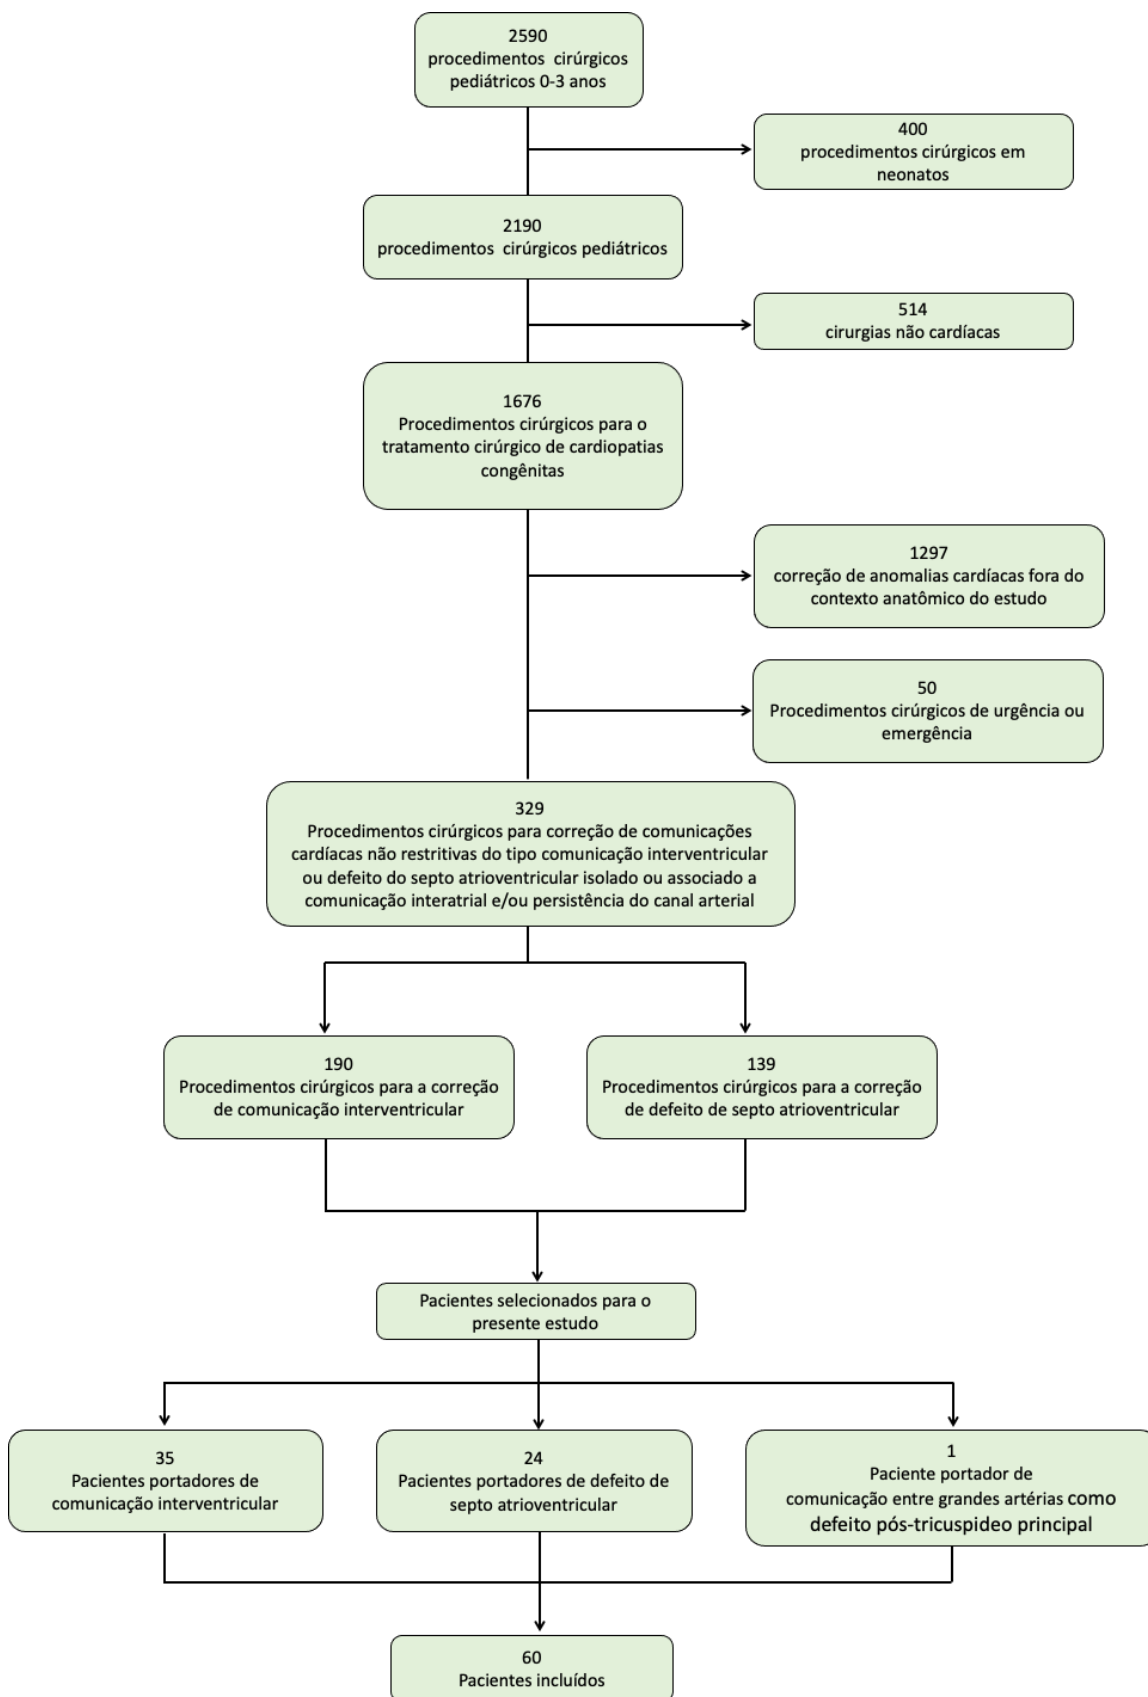 2590
procedimentos cirúrgicos
pediátricos 0-3 anos
400
procedimentos cirúrgicos em
neonatos
2190
procedimentos cirúrgicos pediátricos
514
cirurgias não cardíacas
1676
Procedimentos cirúrgicos para o
tratamento cirúrgico de cardiopatias
congênitas
1297
correção de anomalias cardíacas fora do
contexto anatômico do estudo
50
Procedimentos cirúrgicos de urgência ou
emergência
329
Procedimentos cirúrgicos para correção de comunicações
cardíacas não restritivas do tipo comunicação interventricular
ou defeito do septo atrioventricular isolado ou associado a
comunicação interatrial e/ou persistência do canal arterial
190
Procedimentos cirúrgicos para a correção
de comunicação interventricular
139
Procedimentos cirúrgicos para a correção
de defeito de septo atrioventricular
Pacientes selecionados para o
presente estudo
35
Pacientes portadores de
comunicação interventricular
24
Pacientes portadores de defeito de
septo atrioventricular
1
Paciente portador de
comunicação entre grandes artérias como
defeito pós-tricuspideo principal
60
Pacientes incluídos